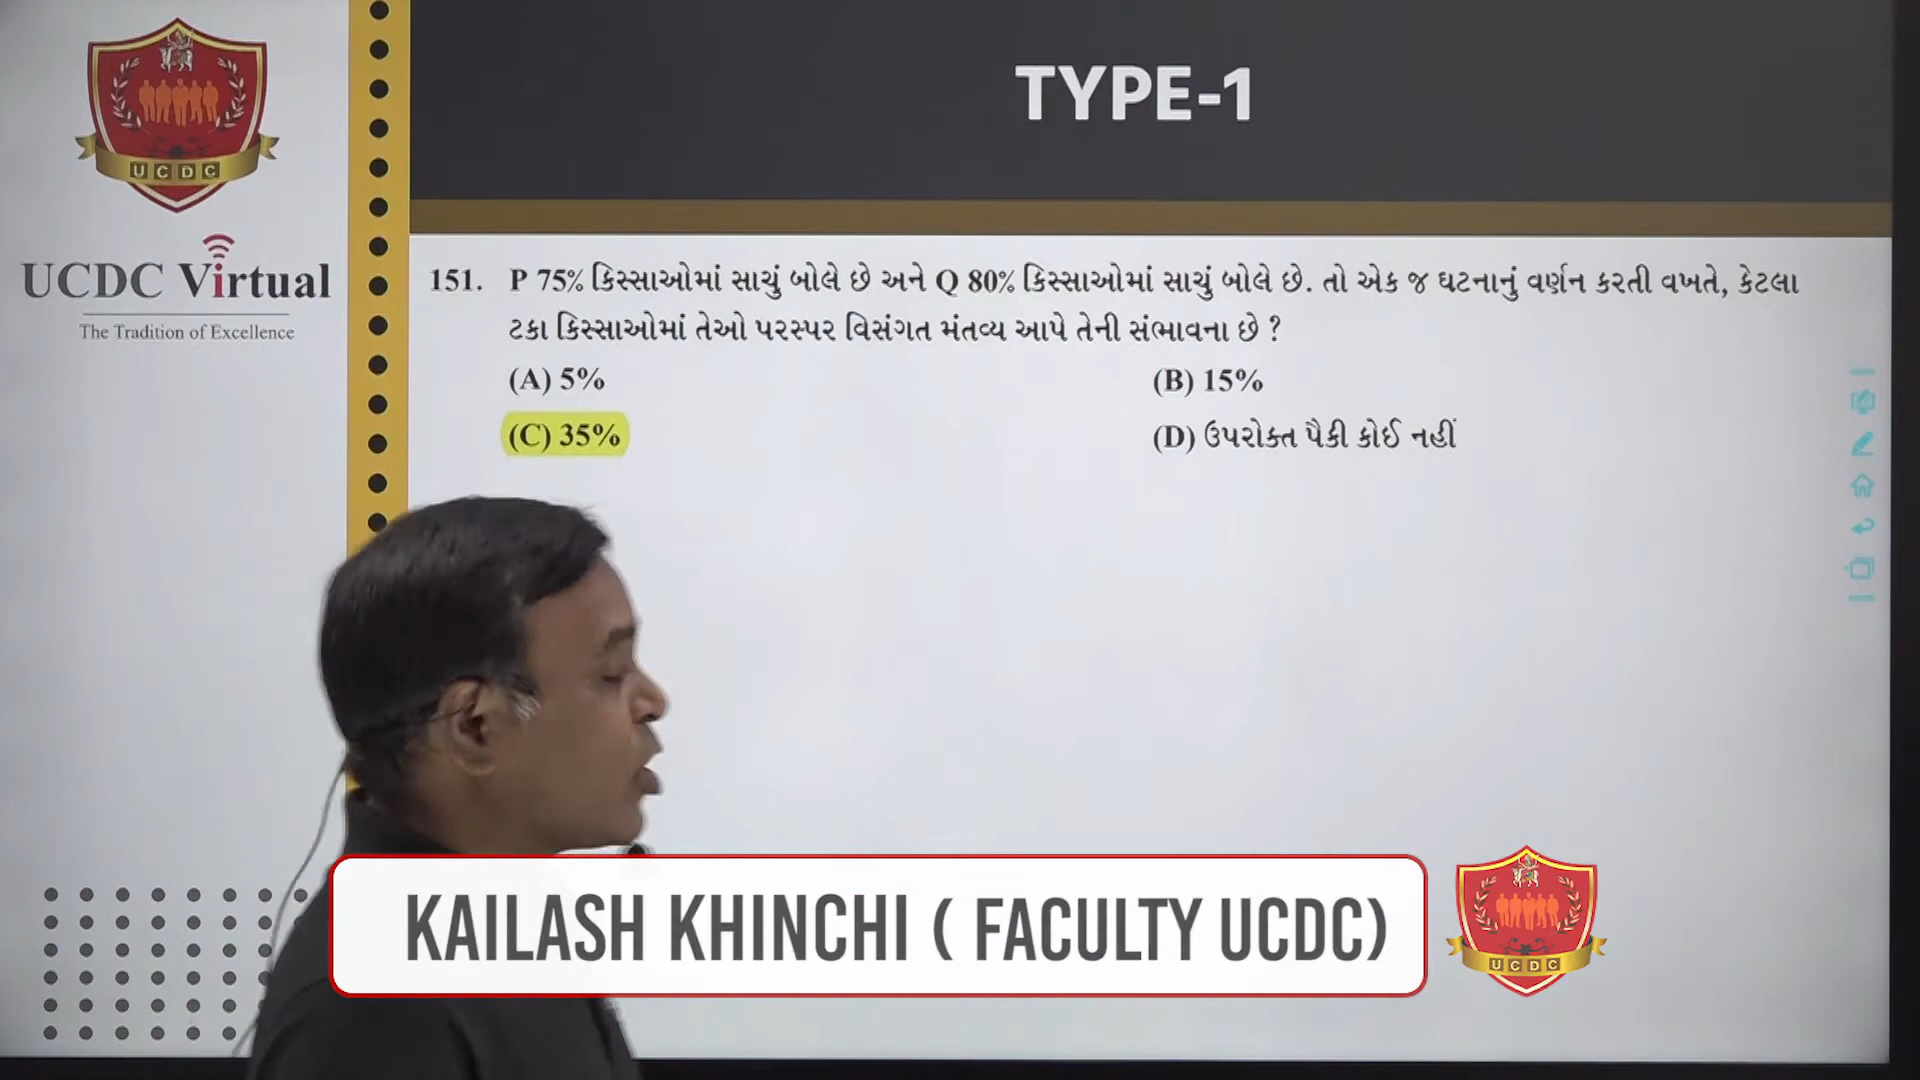 UCDC
UCDC Virtual
The Tradition of Excellence
TYPE-1
151. P 75% કિસ્સાઓમાં સાચું બોલે છે અને Q 80% કિસ્સાઓમાં સાચું બોલે છે. તો એક જ ઘટનાનું વર્ણન કરતી વખતે, કેટલા
ટકા કિસ્સાઓમાં તેઓ પરસ્પર વિસંગત મંતવ્ય આપે તેની સંભાવના છે ?
(A) 5% (B) 15%
(C) 35% (D) ઉપરોક્ત પૈકી કોઈ નહીં
KAILASH KHINCHI ( FACULTY UCDC)
UCDC